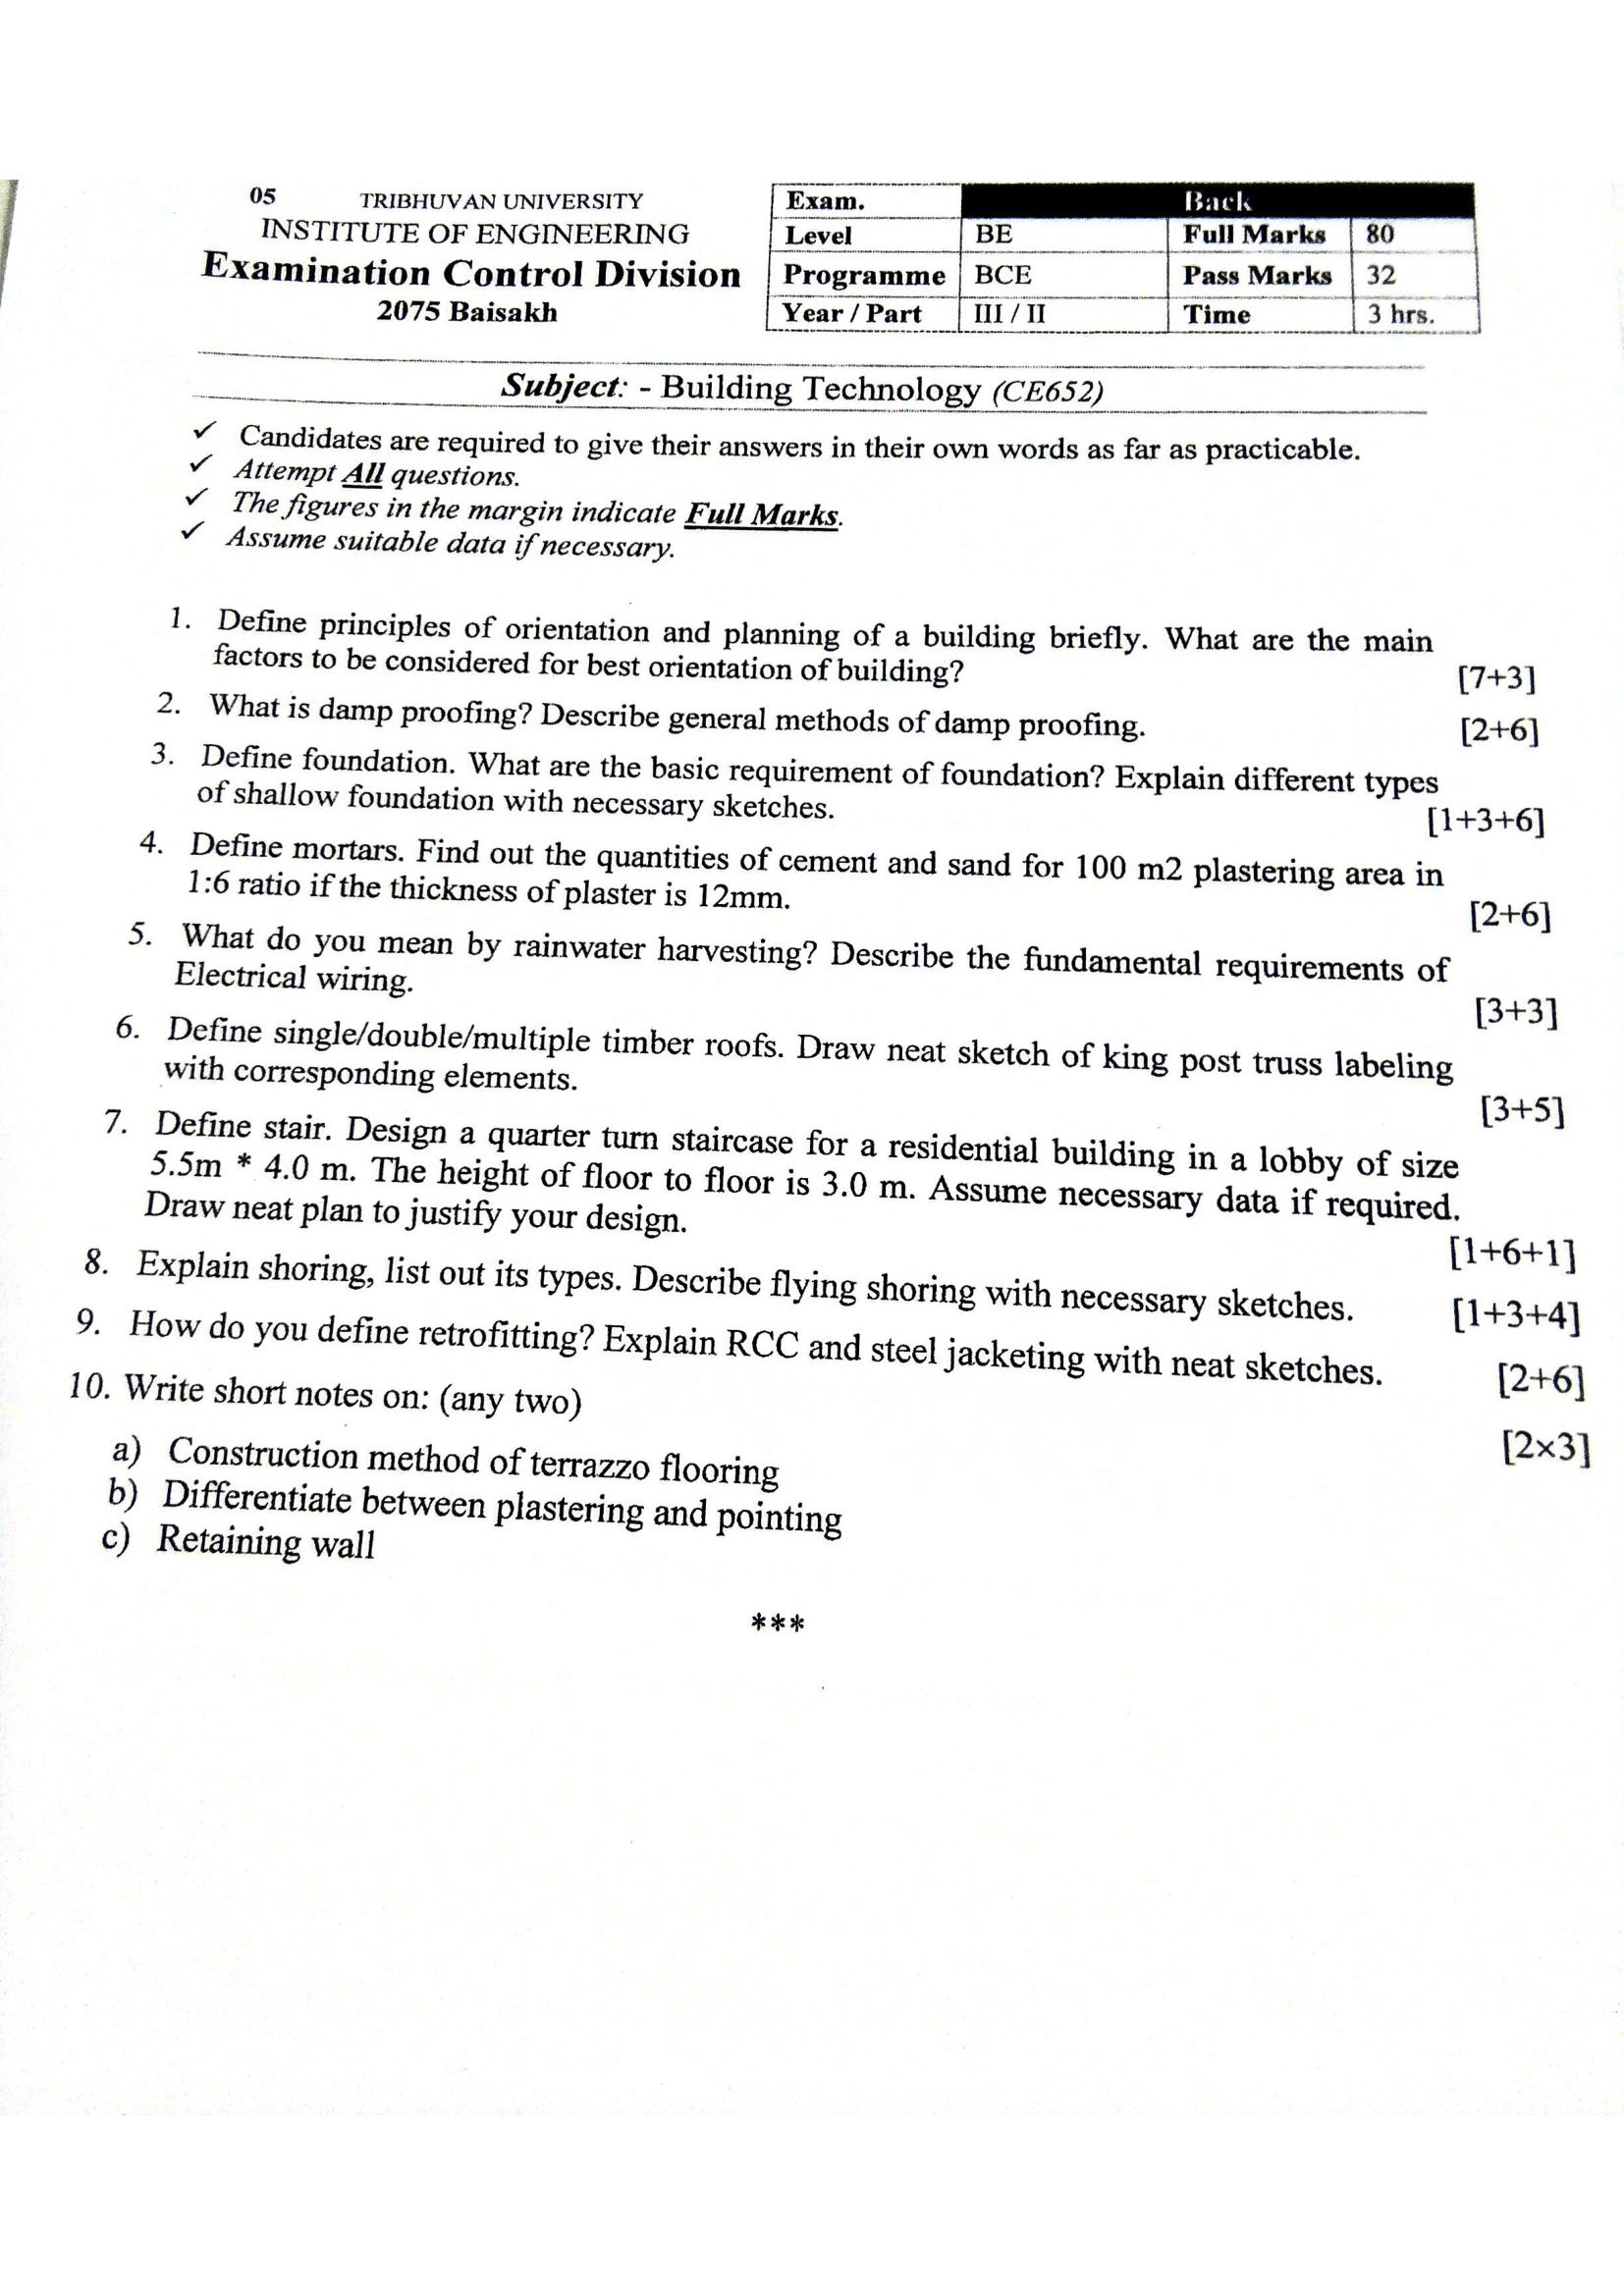 05 TRIBHUVAN UNIVERSITY
INSTITUTE OF ENGINEERING
Examination Control Division
2075 Baisakh
Exam. Back
Level BE Full Marks 80
Programme BCE Pass Marks 32
Year / Part III / II Time 3 hrs.
Subject: - Building Technology (CE652)
✓ Candidates are required to give their answers in their own words as far as practicable.
✓ Attempt All questions.
✓ The figures in the margin indicate Full Marks.
✓ Assume suitable data if necessary.
1. Define principles of orientation and planning of a building briefly. What are the main
factors to be considered for best orientation of building? [7+3]
2. What is damp proofing? Describe general methods of damp proofing. [2+6]
3. Define foundation. What are the basic requirement of foundation? Explain different types
of shallow foundation with necessary sketches. [1+3+6]
4. Define mortars. Find out the quantities of cement and sand for 100 m2 plastering area in
1:6 ratio if the thickness of plaster is 12mm. [2+6]
5. What do you mean by rainwater harvesting? Describe the fundamental requirements of
Electrical wiring. [3+3]
6. Define single/double/multiple timber roofs. Draw neat sketch of king post truss labeling
with corresponding elements. [3+5]
7. Define stair. Design a quarter turn staircase for a residential building in a lobby of size
5.5m * 4.0 m. The height of floor to floor is 3.0 m. Assume necessary data if required.
Draw neat plan to justify your design. [1+6+1]
8. Explain shoring, list out its types. Describe flying shoring with necessary sketches. [1+3+4]
9. How do you define retrofitting? Explain RCC and steel jacketing with neat sketches. [2+6]
10. Write short notes on: (any two) [2×3]
a) Construction method of terrazzo flooring
b) Differentiate between plastering and pointing
c) Retaining wall
***